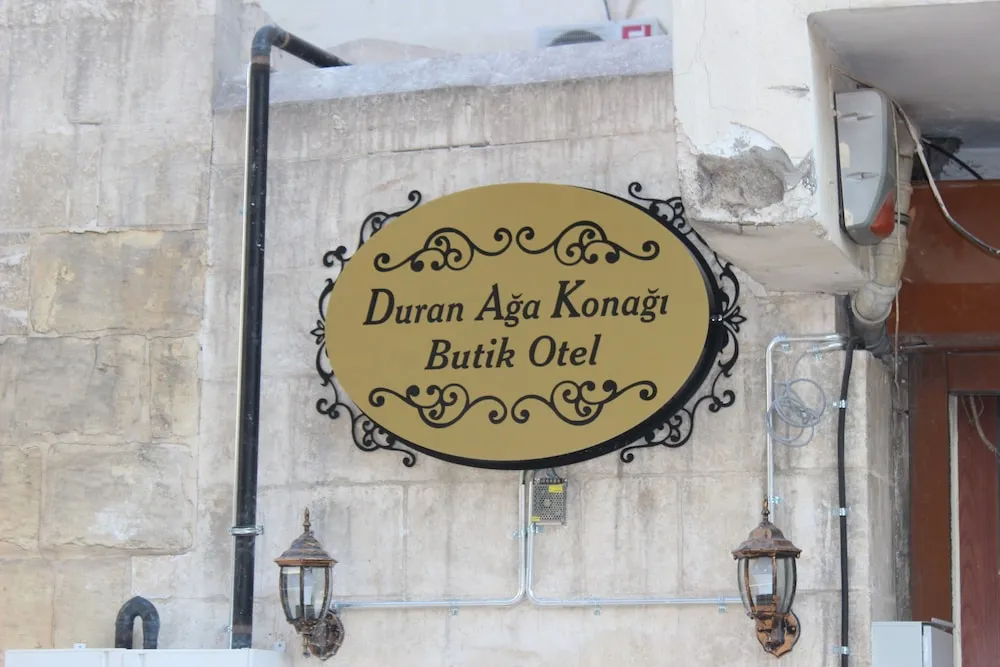 Duran Ağa Konağı
Butik Otel